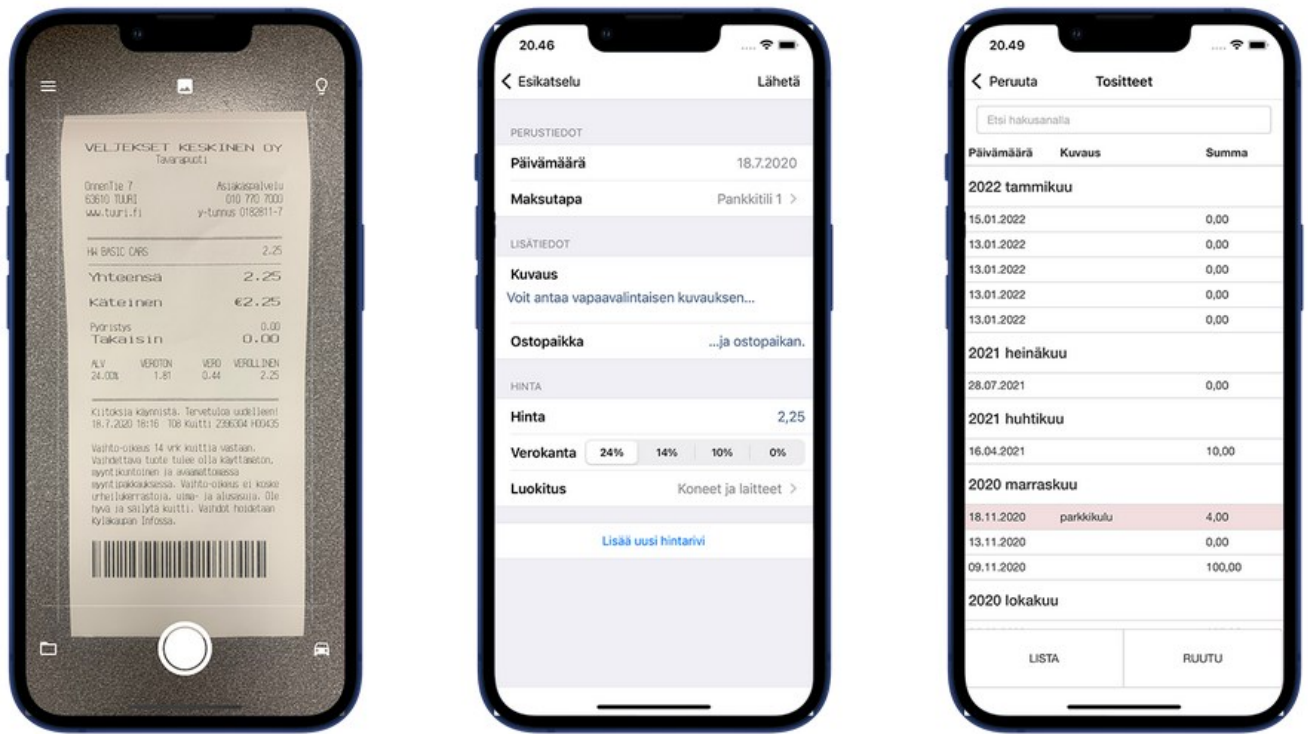 VELJEKSET KESKINEN OY
Tavarapuoti
OnnenTie 7 Asiakaspalvelu
63610 TUURI 010 770 7000
www.tuuri.fi y-tunnus 0182811-7
HW BASIC CARS 2.25
Yhteensä 2.25
Käteinen €2.25
Pyöristys 0.00
Takaisin 0.00
ALV VEROTON VERO VEROLLINEN
24.00% 1.81 0.44 2.25
Kiitoksia käynnistä. Tervetuloa uudelleen!
18.7.2020 18:16 T08 Kuitti 2396304 H00435
Vaihto-oikeus 14 vrk kuittia vastaan.
Vaihdettava tuote tulee olla käyttämätön,
myyntikuntoinen ja avaamattomassa
myyntipakkauksessa. Vaihto-oikeus ei koske
urheilukerrastoja, uima- ja alusasuja. Ole
hyvä ja säilytä kuitti. Vaihdot hoidetaan
Kyläkaupan Infossa.
20.46
Esikatselu Lähetä
PERUSTIEDOT
Päivämäärä 18.7.2020
Maksutapa Pankkitili 1
LISÄTIEDOT
Kuvaus
Voit antaa vapaavalintaisen kuvauksen...
Ostopaikka ...ja ostopaikan.
HINTA
Hinta 2,25
Verokanta 24% 14% 10% 0%
Luokitus Koneet ja laitteet
Lisää uusi hintarivi
20.49
Peruuta Tositteet
Etsi hakusanalla
Päivämäärä Kuvaus Summa
2022 tammikuu
15.01.2022 0,00
13.01.2022 0,00
13.01.2022 0,00
13.01.2022 0,00
13.01.2022 0,00
2021 heinäkuu
28.07.2021 0,00
2021 huhtikuu
16.04.2021 10,00
2020 marraskuu
18.11.2020 parkkikulu 4,00
13.11.2020 0,00
09.11.2020 100,00
2020 lokakuu
LISTA RUUTU